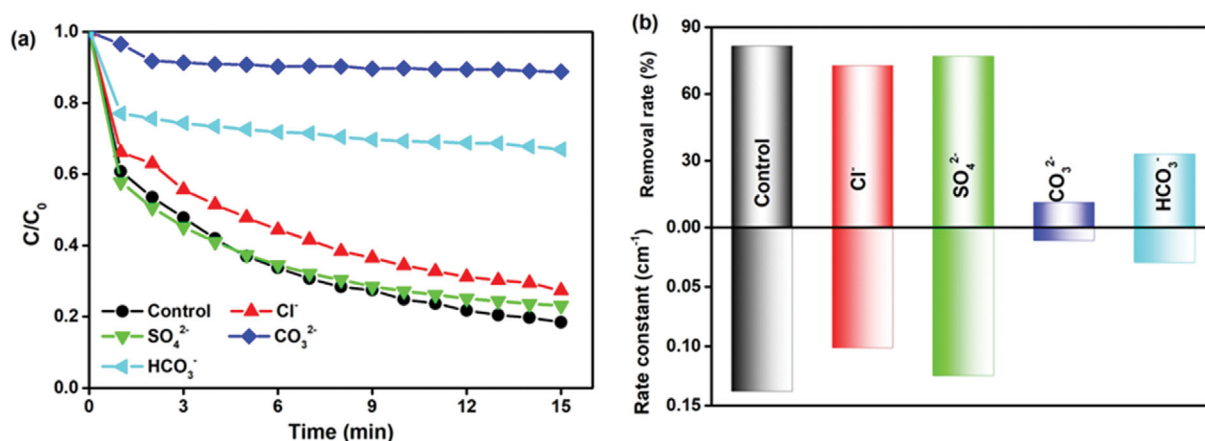 (a)
C/C₀
1.0
0.8
0.6
0.4
0.2
0.0
Control
Cl⁻
SO₄²⁻
CO₃²⁻
HCO₃⁻
0
3
6
9
12
15
Time (min)
(b)
Removal rate (%)
Rate constant (cm⁻¹)
90
60
30
0.00
0.05
0.10
0.15
Control
Cl⁻
SO₄²⁻
CO₃²⁻
HCO₃⁻